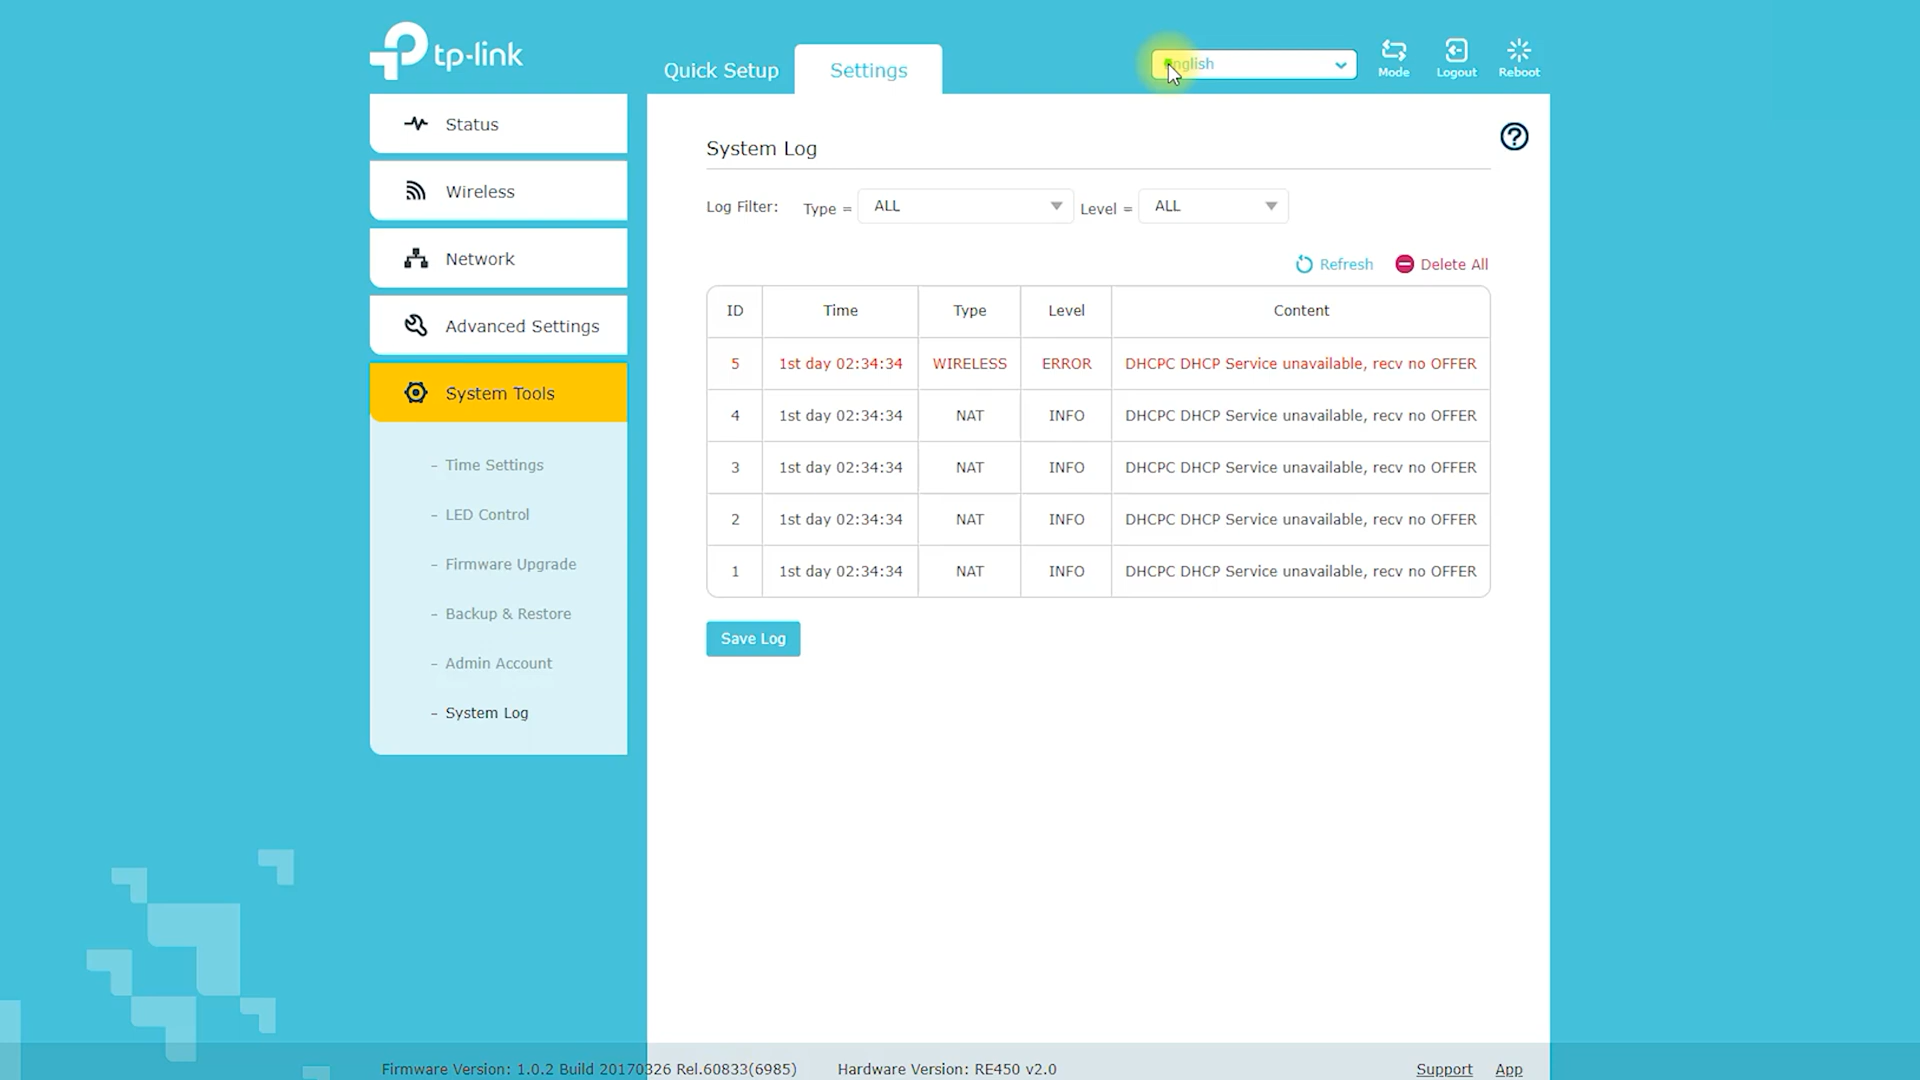 tp-link
Quick Setup
Settings
English
Mode
Logout
Reboot
Status
Wireless
Network
Advanced Settings
System Tools
- Time Settings
- LED Control
- Firmware Upgrade
- Backup & Restore
- Admin Account
- System Log
System Log
Log Filter: Type = ALL Level = ALL
Refresh Delete All
ID Time Type Level Content
5 1st day 02:34:34 WIRELESS ERROR DHCPC DHCP Service unavailable, recv no OFFER
4 1st day 02:34:34 NAT INFO DHCPC DHCP Service unavailable, recv no OFFER
3 1st day 02:34:34 NAT INFO DHCPC DHCP Service unavailable, recv no OFFER
2 1st day 02:34:34 NAT INFO DHCPC DHCP Service unavailable, recv no OFFER
1 1st day 02:34:34 NAT INFO DHCPC DHCP Service unavailable, recv no OFFER
Save Log
Firmware Version: 1.0.2 Build 20170326 Rel.60833(6985) Hardware Version: RE450 v2.0 Support App